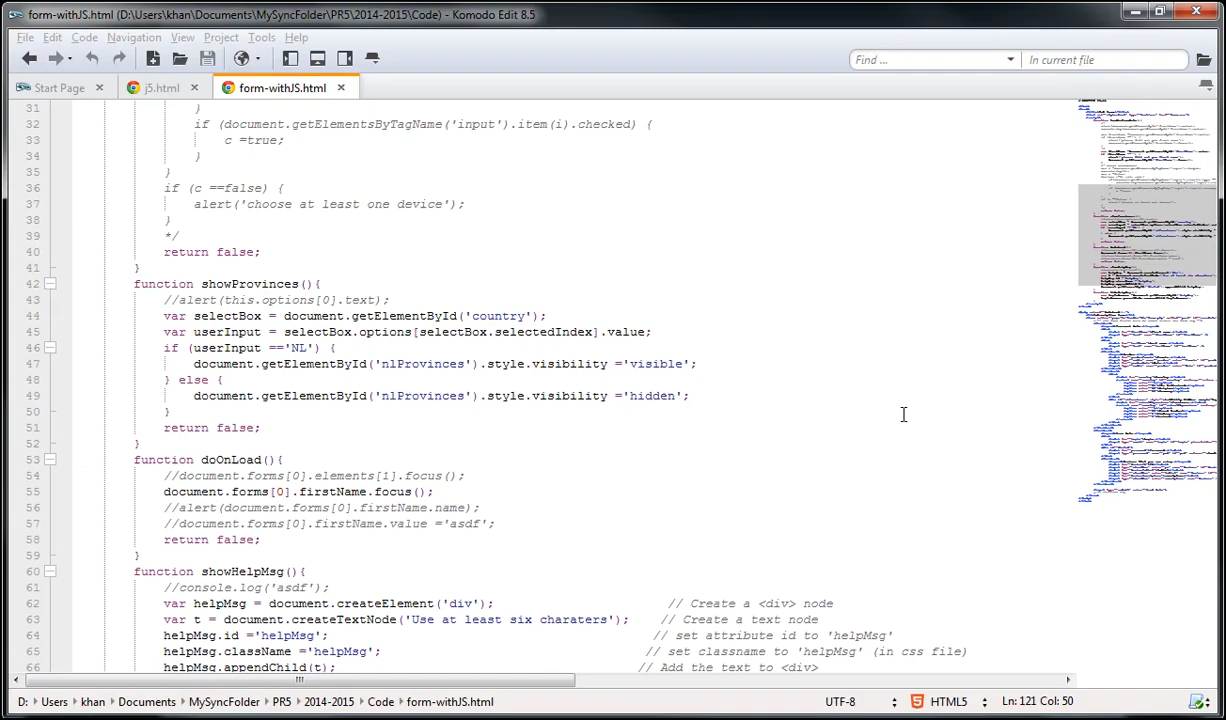 form-withJS.html (D:\Users\khan\Documents\MySyncFolder\PR5\2014-2015\Code) - Komodo Edit 8.5
File Edit Code Navigation View Project Tools Help
Find ... In current file
Start Page j5.html form-withJS.html
31 }
32 if (document.getElementsByTagName('input').item(i).checked) {
33 c =true;
34 }
35 }
36 if (c ==false) {
37 alert('choose at least one device');
38 }
39 */
40 return false;
41 }
42 function showProvinces(){
43 //alert(this.options[0].text);
44 var selectBox = document.getElementById('country');
45 var userInput = selectBox.options[selectBox.selectedIndex].value;
46 if (userInput =='NL') {
47 document.getElementById('nlProvinces').style.visibility ='visible';
48 } else {
49 document.getElementById('nlProvinces').style.visibility ='hidden';
50 }
51 return false;
52 }
53 function doOnLoad(){
54 //document.forms[0].elements[1].focus();
55 document.forms[0].firstName.focus();
56 //alert(document.forms[0].firstName.name);
57 //document.forms[0].firstName.value ='asdf';
58 return false;
59 }
60 function showHelpMsg(){
61 //console.log('asdf');
62 var helpMsg = document.createElement('div'); // Create a <div> node
63 var t = document.createTextNode('Use at least six charaters'); // Create a text node
64 helpMsg.id ='helpMsg'; // set attribute id to 'helpMsg'
65 helpMsg.className ='helpMsg'; // set classname to 'helpMsg' (in css file)
66 helpMsg.appendChild(t); // Add the text to <div>
D: Users khan Documents MySyncFolder PR5 2014-2015 Code form-withJS.html UTF-8 HTML5 Ln: 121 Col: 50